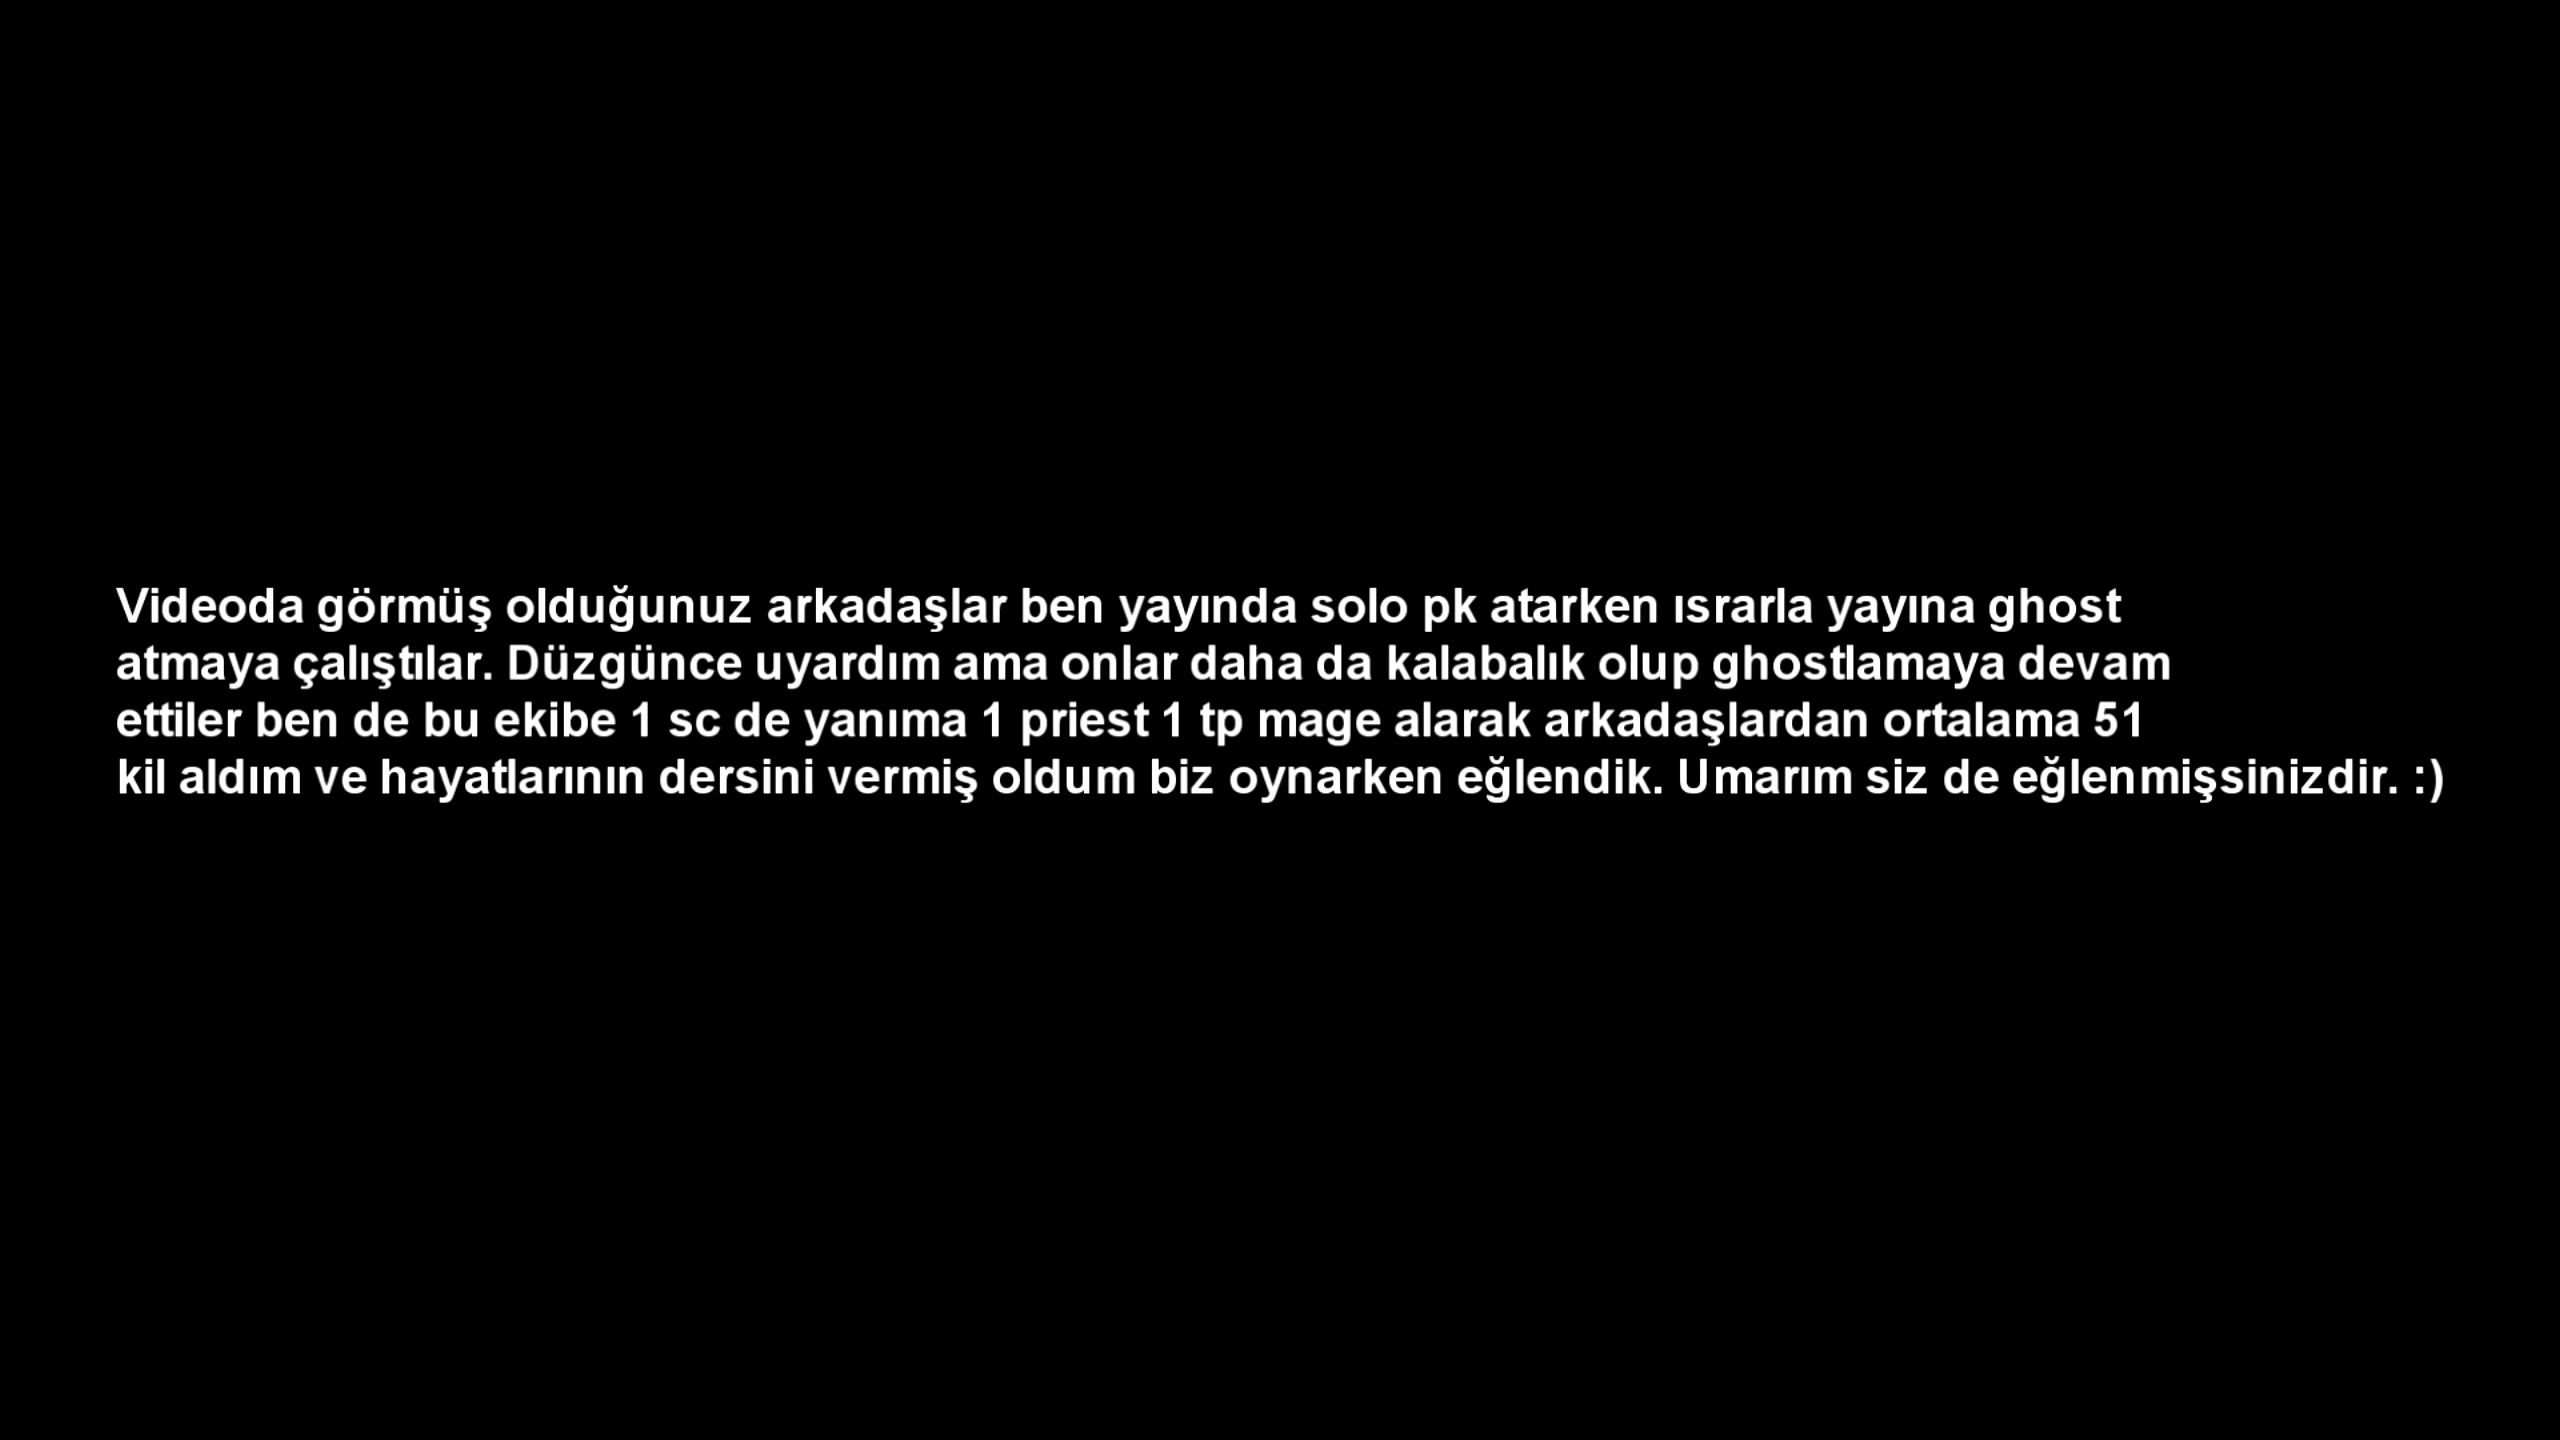 Videoda görmüş olduğunuz arkadaşlar ben yayında solo pk atarken ısrarla yayına ghost
atmaya çalıştılar. Düzgünce uyardım ama onlar daha da kalabalık olup ghostlamaya devam
ettiler ben de bu ekibe 1 sc de yanıma 1 priest 1 tp mage alarak arkadaşlardan ortalama 51
kil aldım ve hayatlarının dersini vermiş oldum biz oynarken eğlendik. Umarım siz de eğlenmişsinizdir. :)